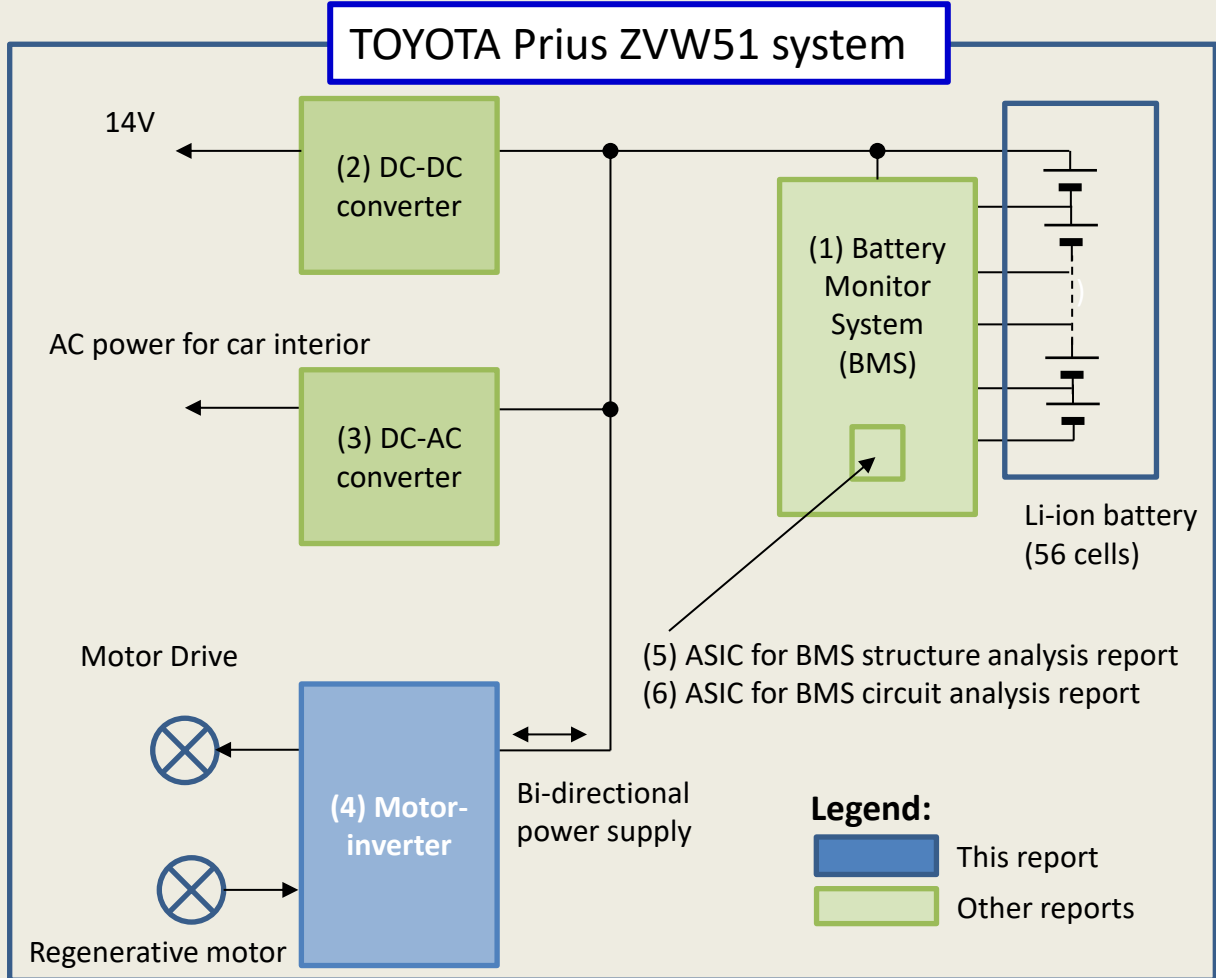 TOYOTA Prius ZVW51 system
14V
(2) DC-DC
converter
(1) Battery
Monitor
System
(BMS)
AC power for car interior
(3) DC-AC
converter
Li-ion battery
(56 cells)
(5) ASIC for BMS structure analysis report
(6) ASIC for BMS circuit analysis report
Motor Drive
(4) Motor-
inverter
Bi-directional
power supply
Regenerative motor
Legend:
This report
Other reports